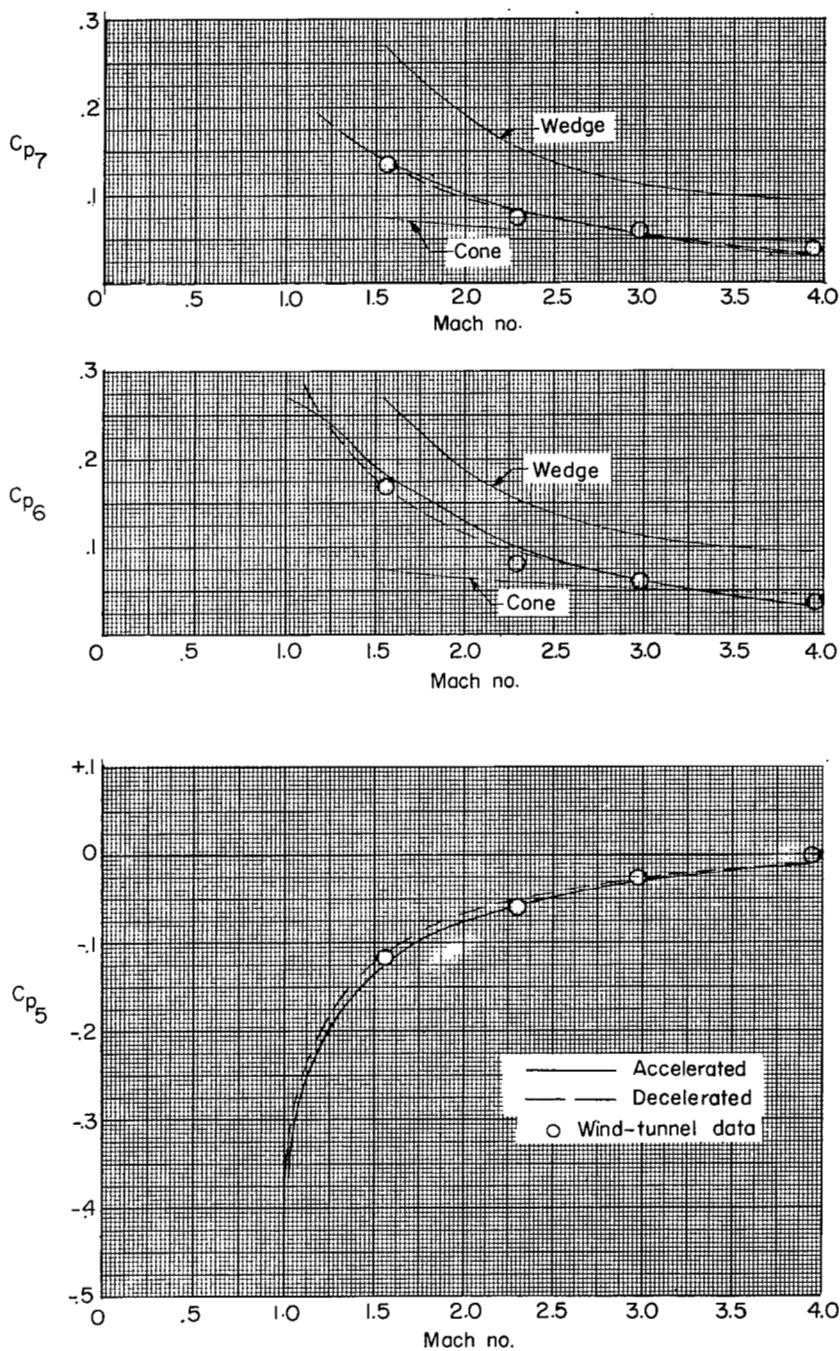 .3
.2
Wedge
Cp7
.1
Cone
0 .5 1.0 1.5 2.0 2.5 3.0 3.5 4.0
Mach no.
.3
.2
Wedge
Cp6
.1
Cone
0 .5 1.0 1.5 2.0 2.5 3.0 3.5 4.0
Mach no.
+.1
0
-.1
Cp5
-.2
Accelerated
-.3
Decelerated
Wind-tunnel data
-.4
-.5
0 .5 1.0 1.5 2.0 2.5 3.0 3.5 4.0
Mach no.